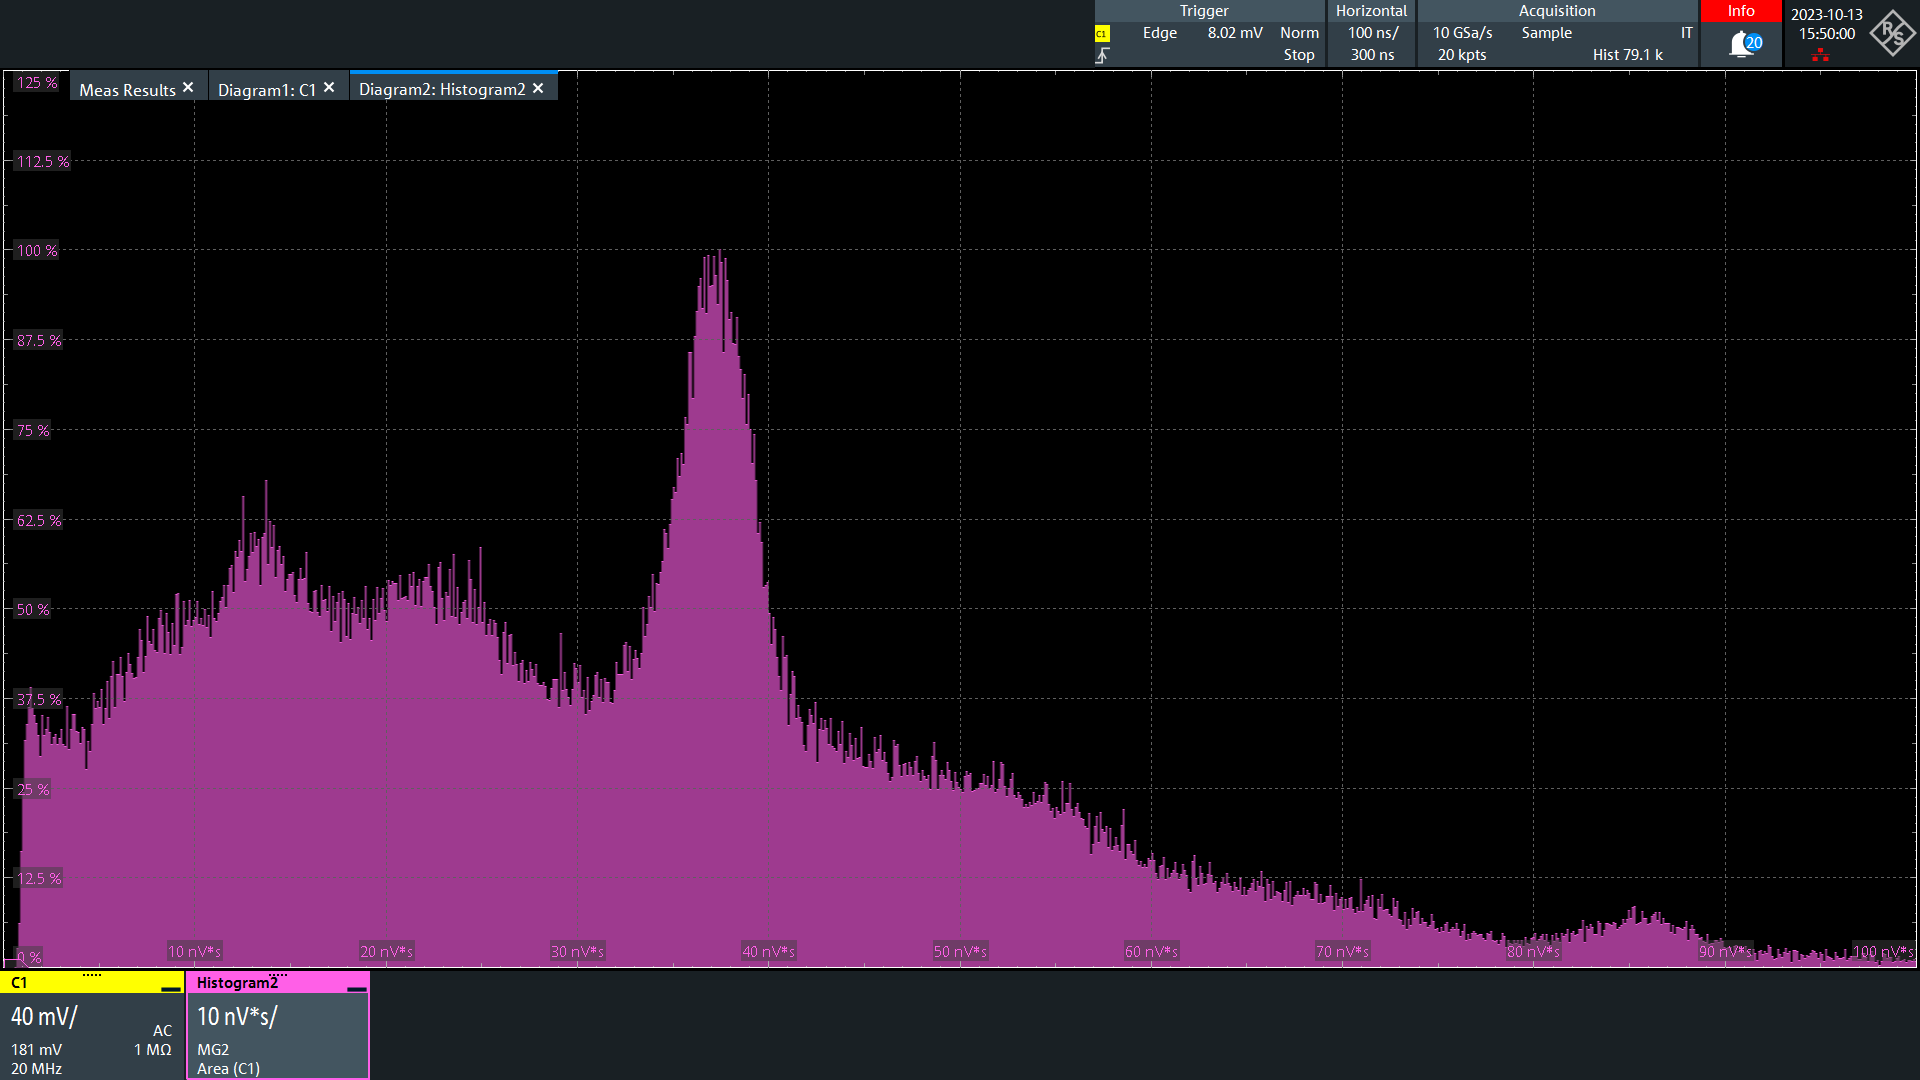 Trigger
C1 Edge 8.02 mV Norm
Stop
Horizontal
100 ns/
300 ns
Acquisition
10 GSa/s Sample IT
20 kpts Hist 79.1 k
Info
20
2023-10-13
15:50:00
R S
Meas Results ✕ Diagram1: C1 ✕ Diagram2: Histogram2 ✕
125 %
112.5 %
100 %
87.5 %
75 %
62.5 %
50 %
37.5 %
25 %
12.5 %
0 %
10 nV*s 20 nV*s 30 nV*s 40 nV*s 50 nV*s 60 nV*s 70 nV*s 80 nV*s 90 nV*s 100 nV*s
C1
40 mV/
AC
181 mV 1 MΩ
20 MHz
Histogram2
10 nV*s/
MG2
Area (C1)